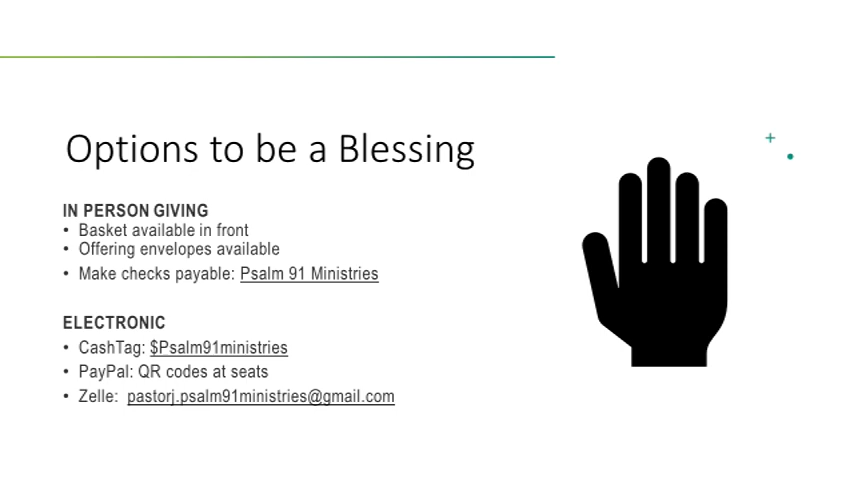 Options to be a Blessing
IN PERSON GIVING
• Basket available in front
• Offering envelopes available
• Make checks payable: Psalm 91 Ministries
ELECTRONIC
• CashTag: $Psalm91ministries
• PayPal: QR codes at seats
• Zelle: pastorj.psalm91ministries@gmail.com